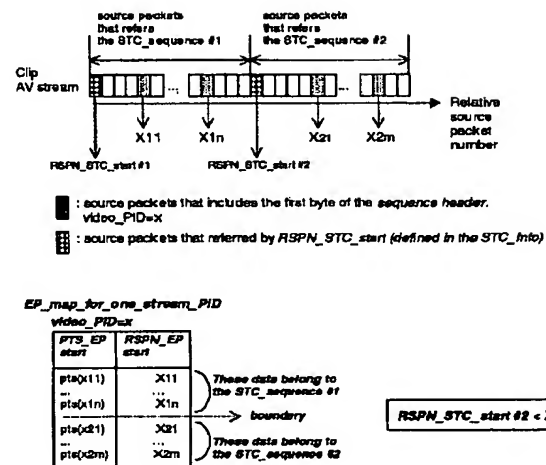 source packets that refers the STC_sequence #1
source packets that refers the STC_sequence #2
Clip AV stream
... ...
Relative source packet number
X11 X1n X21 X2m
RSPN_STC_start #1 RSPN_STC_start #2
: source packets that includes the first byte of the sequence header.
video_PID=x
: source packets that referred by RSPN_STC_start (defined in the STC_Info)
EP_map_for_one_stream_PID
video_PID=x
PTS_EP start RSPN_EP start
pts(x11) X11
... ...
pts(x1n) X1n
These data belong to the STC_sequence #1
boundary
pts(x21) X21
... ...
pts(x2m) X2m
These data belong to the STC_sequence #2
RSPN_STC_start #2 <